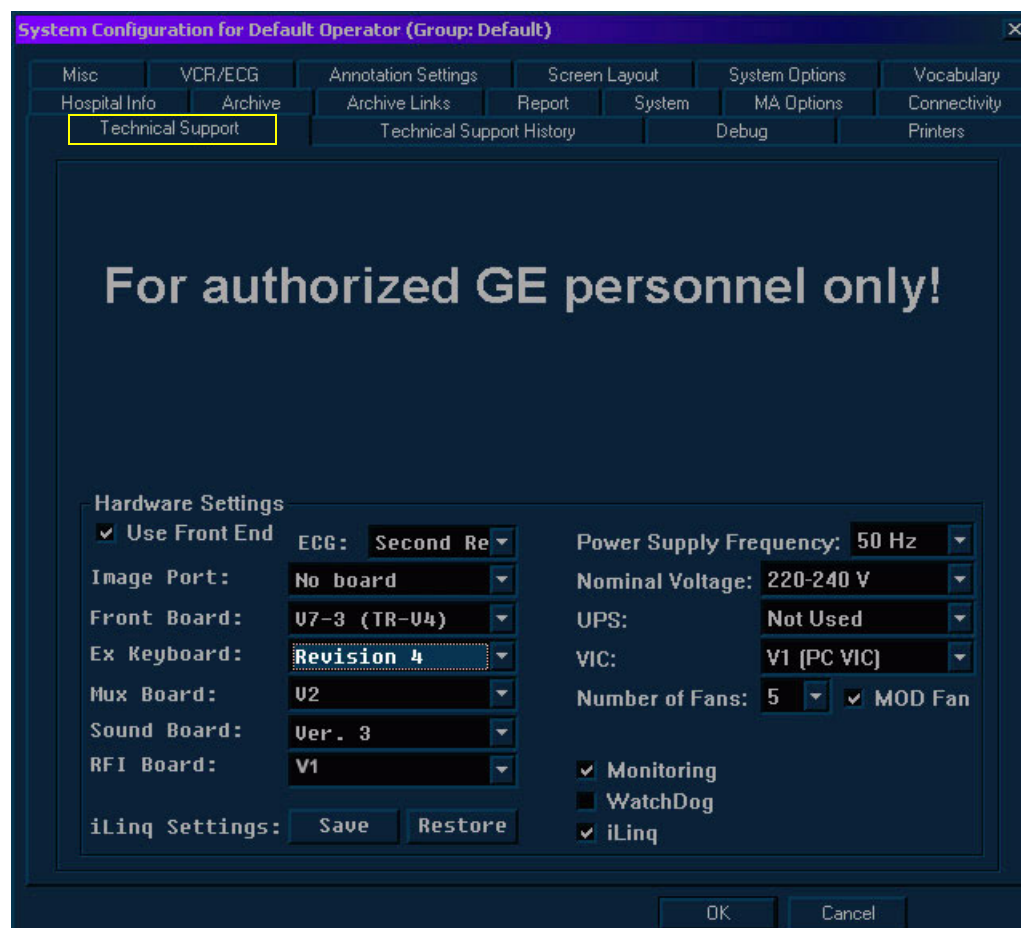 System Configuration for Default Operator (Group: Default)
Misc VCR/ECG Annotation Settings Screen Layout System Options Vocabulary
Hospital Info Archive Archive Links Report System MA Options Connectivity
Technical Support Technical Support History Debug Printers
For authorized GE personnel only!
Hardware Settings
Use Front End ECG: Second Re Power Supply Frequency: 50 Hz
Image Port: No board Nominal Voltage: 220-240 V
Front Board: V7-3 (TR-V4) UPS: Not Used
Ex Keyboard: Revision 4 VIC: V1 (PC VIC)
Mux Board: V2 Number of Fans: 5 MOD Fan
Sound Board: Ver. 3
RFI Board: V1 Monitoring
WatchDog
iLinq Settings: Save Restore iLinq
OK Cancel